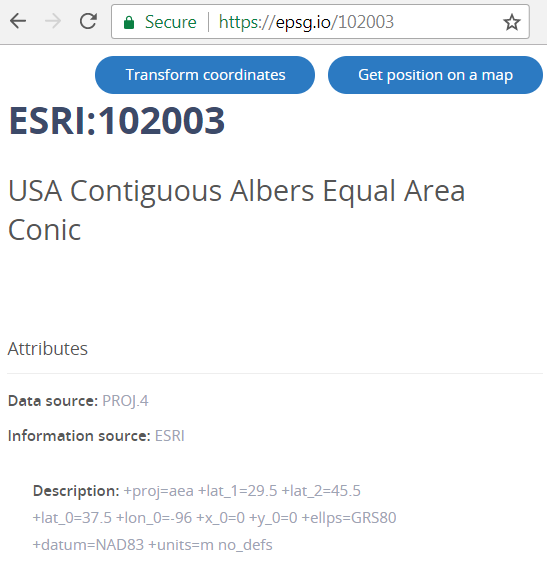 Secure | https://epsg.io/102003
Transform coordinates Get position on a map
ESRI:102003
USA Contiguous Albers Equal Area
Conic
Attributes
Data source: PROJ.4
Information source: ESRI
Description: +proj=aea +lat_1=29.5 +lat_2=45.5
+lat_0=37.5 +lon_0=-96 +x_0=0 +y_0=0 +ellps=GRS80
+datum=NAD83 +units=m no_defs